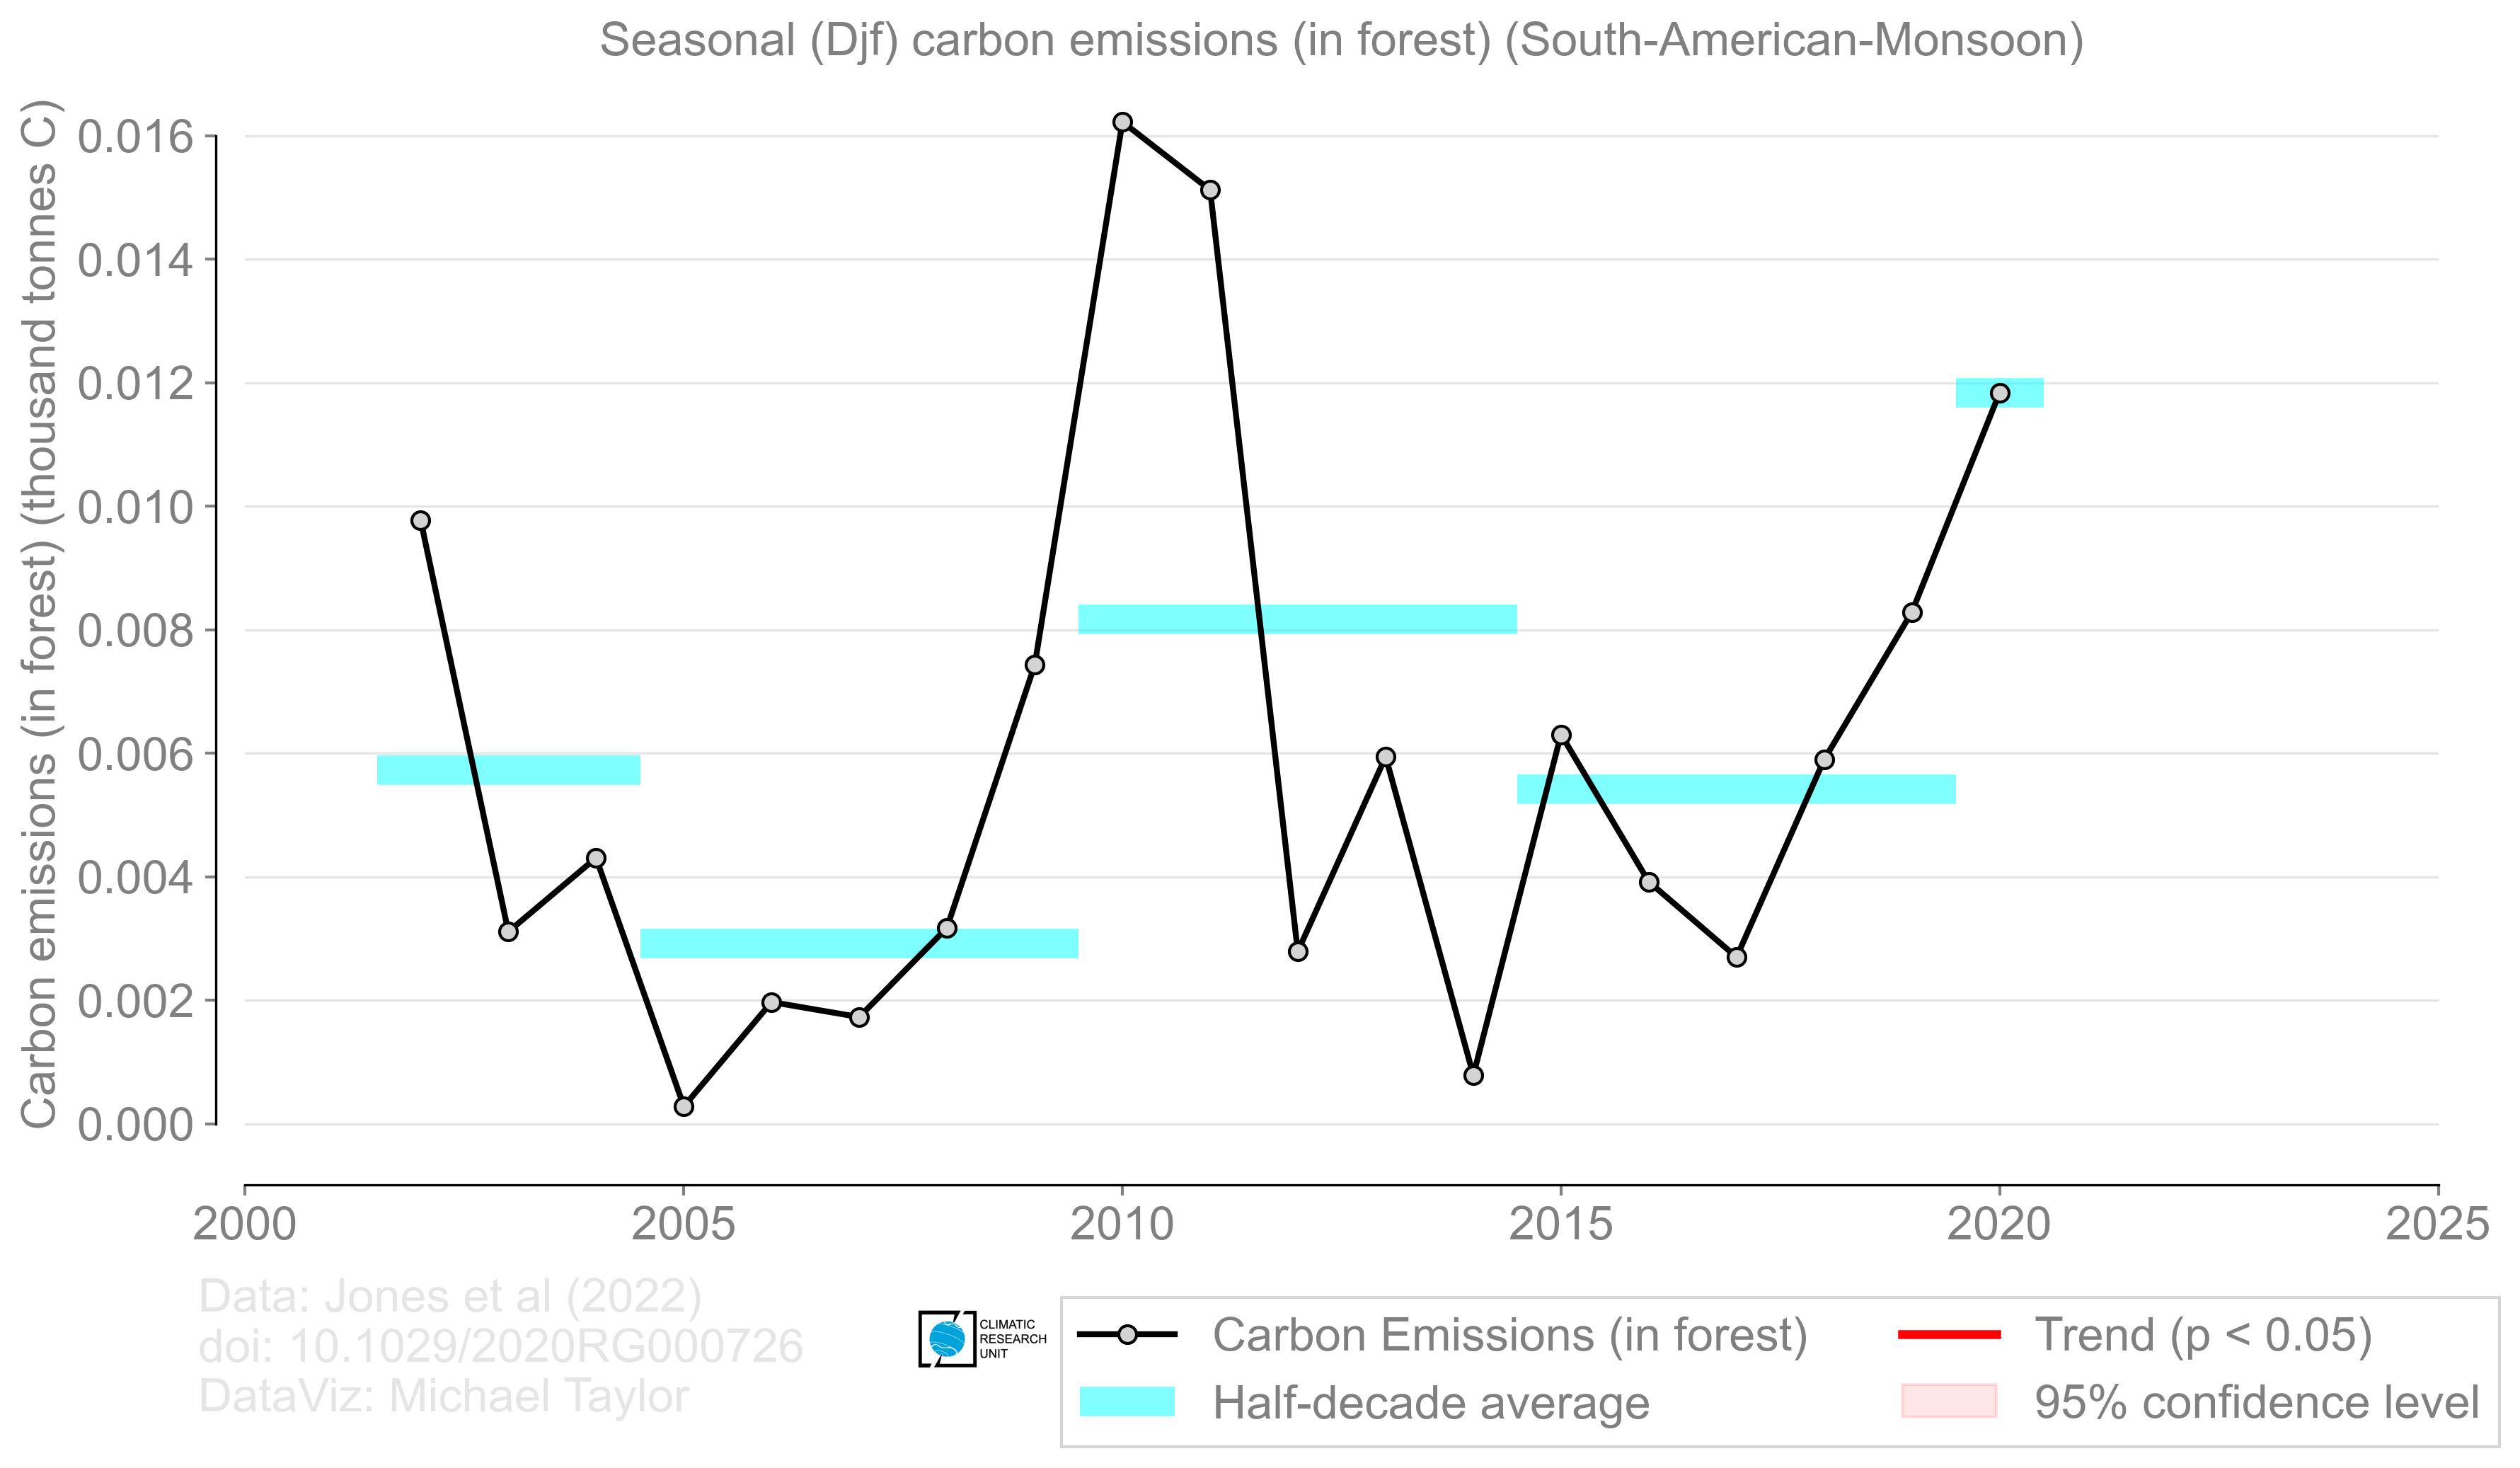 Seasonal (Djf) carbon emissions (in forest) (South-American-Monsoon)
Carbon emissions (in forest) (thousand tonnes C)
0.016
0.014
0.012
0.010
0.008
0.006
0.004
0.002
0.000
2000
2005
2010
2015
2020
2025
Data: Jones et al (2022)
doi: 10.1029/2020RG000726
DataViz: Michael Taylor
CLIMATIC
RESEARCH
UNIT
Carbon Emissions (in forest)
Half-decade average
Trend (p < 0.05)
95% confidence level